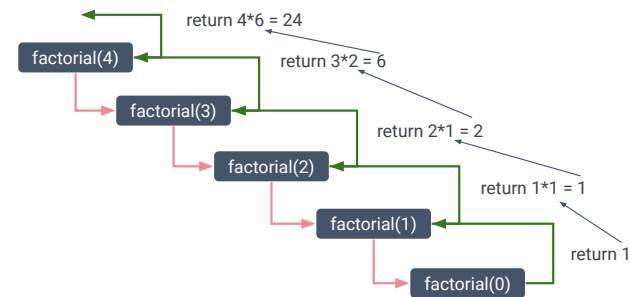 return 4*6 = 24
factorial(4)
return 3*2 = 6
factorial(3)
return 2*1 = 2
factorial(2)
return 1*1 = 1
factorial(1)
return 1
factorial(0)